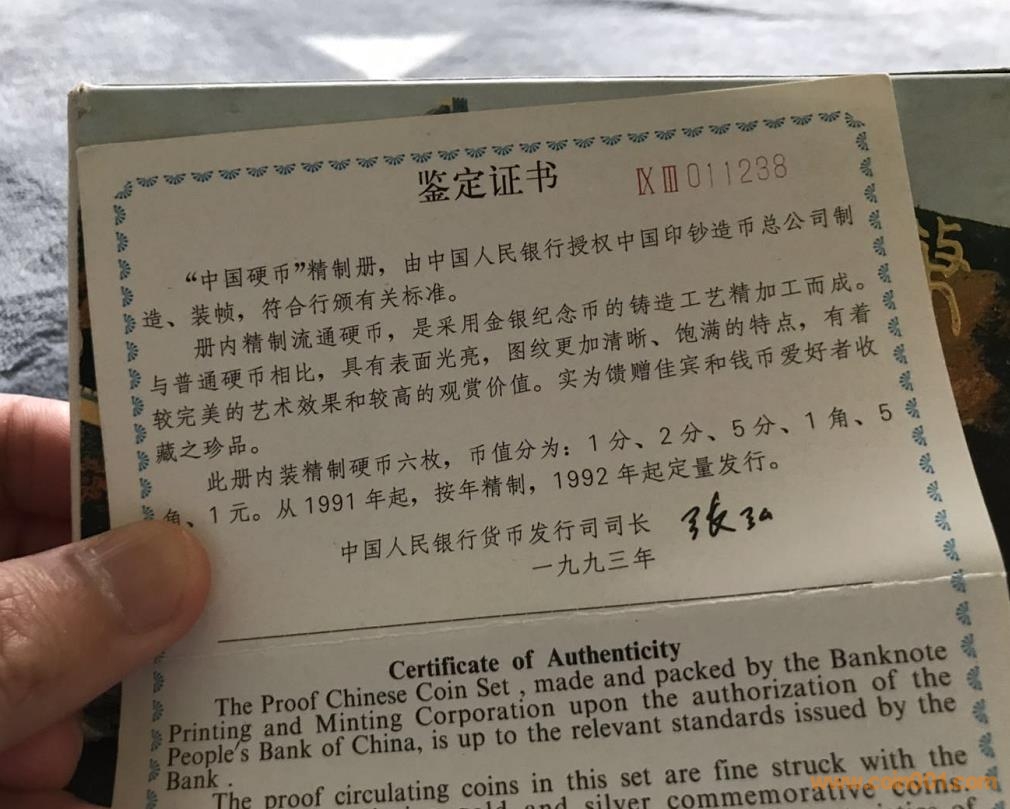 鉴定证书
ⅨⅢ011238
“中国硬币”精制册，由中国人民银行授权中国印钞造币总公司制
造、装帧，符合行颁有关标准。
册内精制流通硬币，是采用金银纪念币的铸造工艺精加工而成。
与普通硬币相比，具有表面光亮，图纹更加清晰、饱满的特点，有着
较完美的艺术效果和较高的观赏价值。实为馈赠佳宾和钱币爱好者收
藏之珍品。
此册内装精制硬币六枚，币值分为：1分、2分、5分、1角、5
角、1元。从1991年起，按年精制，1992年起定量发行。
中国人民银行货币发行司司长 张弘
一九九三年
Certificate of Authenticity
The Proof Chinese Coin Set , made and packed by the Banknote
Printing and Minting Corporation upon the authorization of the
People's Bank of China, is up to the relevant standards issued by the
Bank .
The proof circulating coins in this set are fine struck with the
gold and silver commemorative coins.